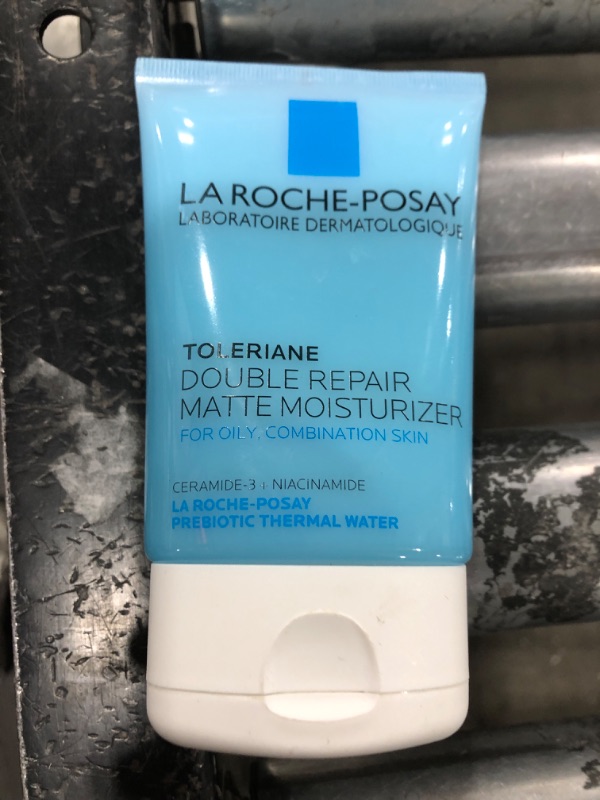 LA ROCHE-POSAY
LABORATOIRE DERMATOLOGIQUE
TOLERIANE
DOUBLE REPAIR
MATTE MOISTURIZER
FOR OILY, COMBINATION SKIN
CERAMIDE-3 + NIACINAMIDE
LA ROCHE-POSAY
PREBIOTIC THERMAL WATER